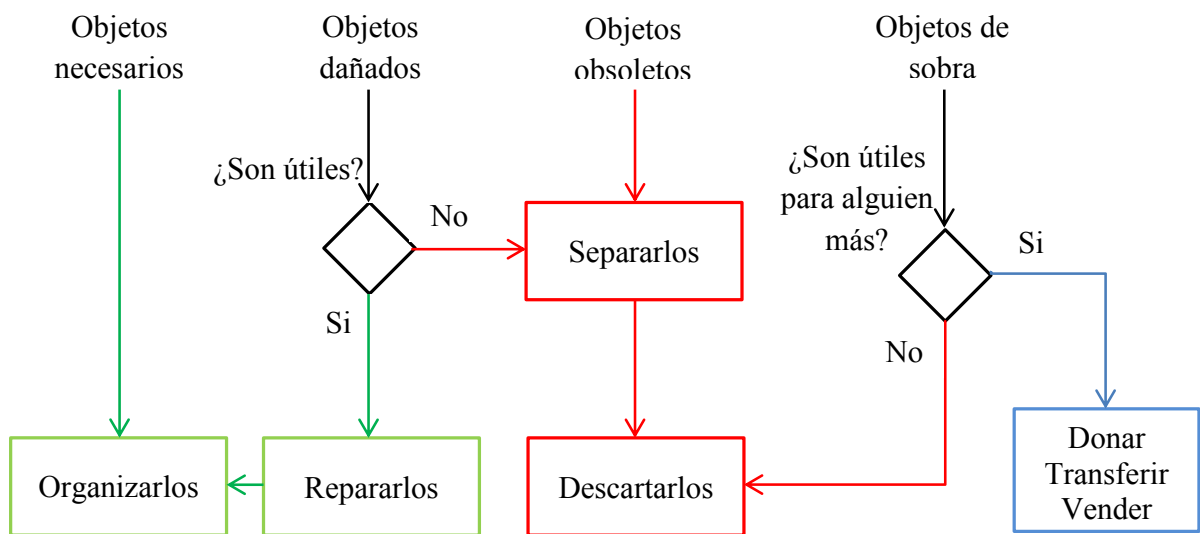 Objetos
necesarios
Objetos
dañados
Objetos
obsoletos
Objetos de
sobra
¿Son útiles?
No
Si
Separarlos
¿Son útiles
para alguien
más?
Si
No
Organizarlos
Repararlos
Descartarlos
Donar
Transferir
Vender